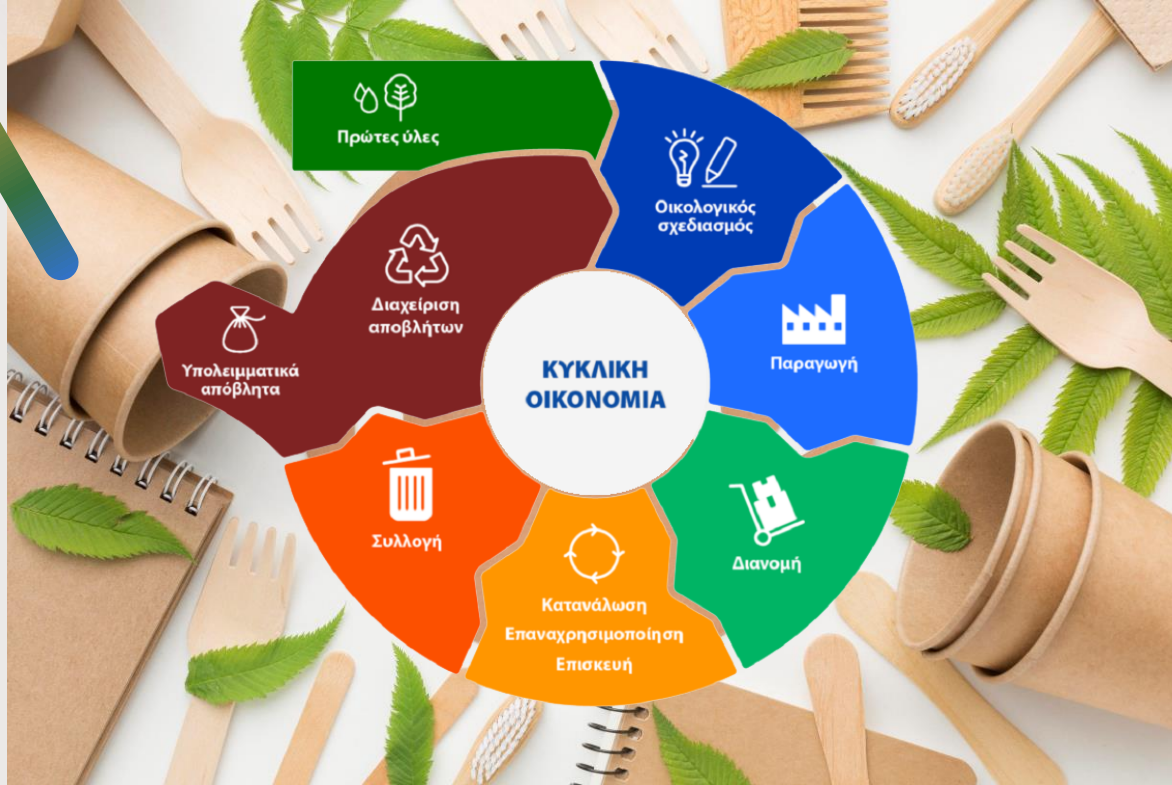 Πρώτες ύλες
Οικολογικός
σχεδιασμός
Παραγωγή
Διανομή
Κατανάλωση
Επαναχρησιμοποίηση
Επισκευή
Συλλογή
Διαχείριση
αποβλήτων
Υπολειμματικά
απόβλητα
ΚΥΚΛΙΚΗ
ΟΙΚΟΝΟΜΙΑ